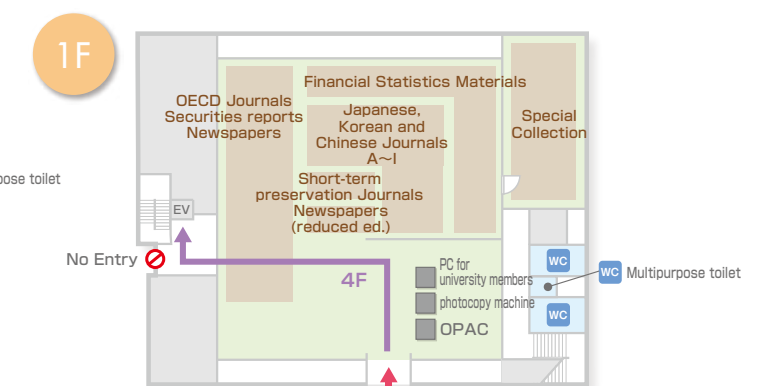 1F
Financial Statistics Materials
OECD Journals
Securities reports
Newspapers
Japanese,
Korean and
Chinese Journals
A～I
Special
Collection
Short-term
preservation Journals
Newspapers
(reduced ed.)
pose toilet
EV
No Entry
4F
PC for
university members
photocopy machine
OPAC
WC
WC
WC Multipurpose toilet